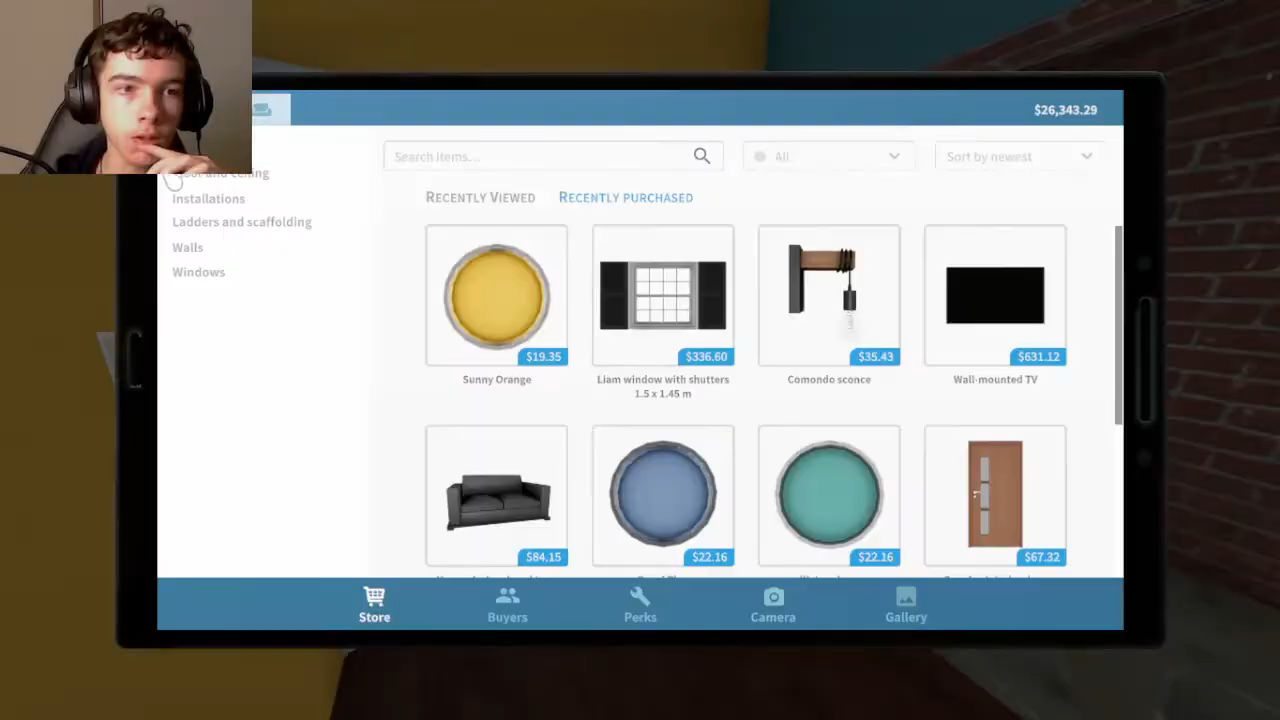 $26,343.29
Search items...
All
Sort by newest
and ceiling
Installations
Ladders and scaffolding
Walls
Windows
RECENTLY VIEWED
RECENTLY PURCHASED
$19.35
$336.60
$35.43
$631.12
Sunny Orange
Liam window with shutters
1.5 x 1.45 m
Comondo sconce
Wall-mounted TV
$84.15
$22.16
$22.16
$67.32
Store
Buyers
Perks
Camera
Gallery